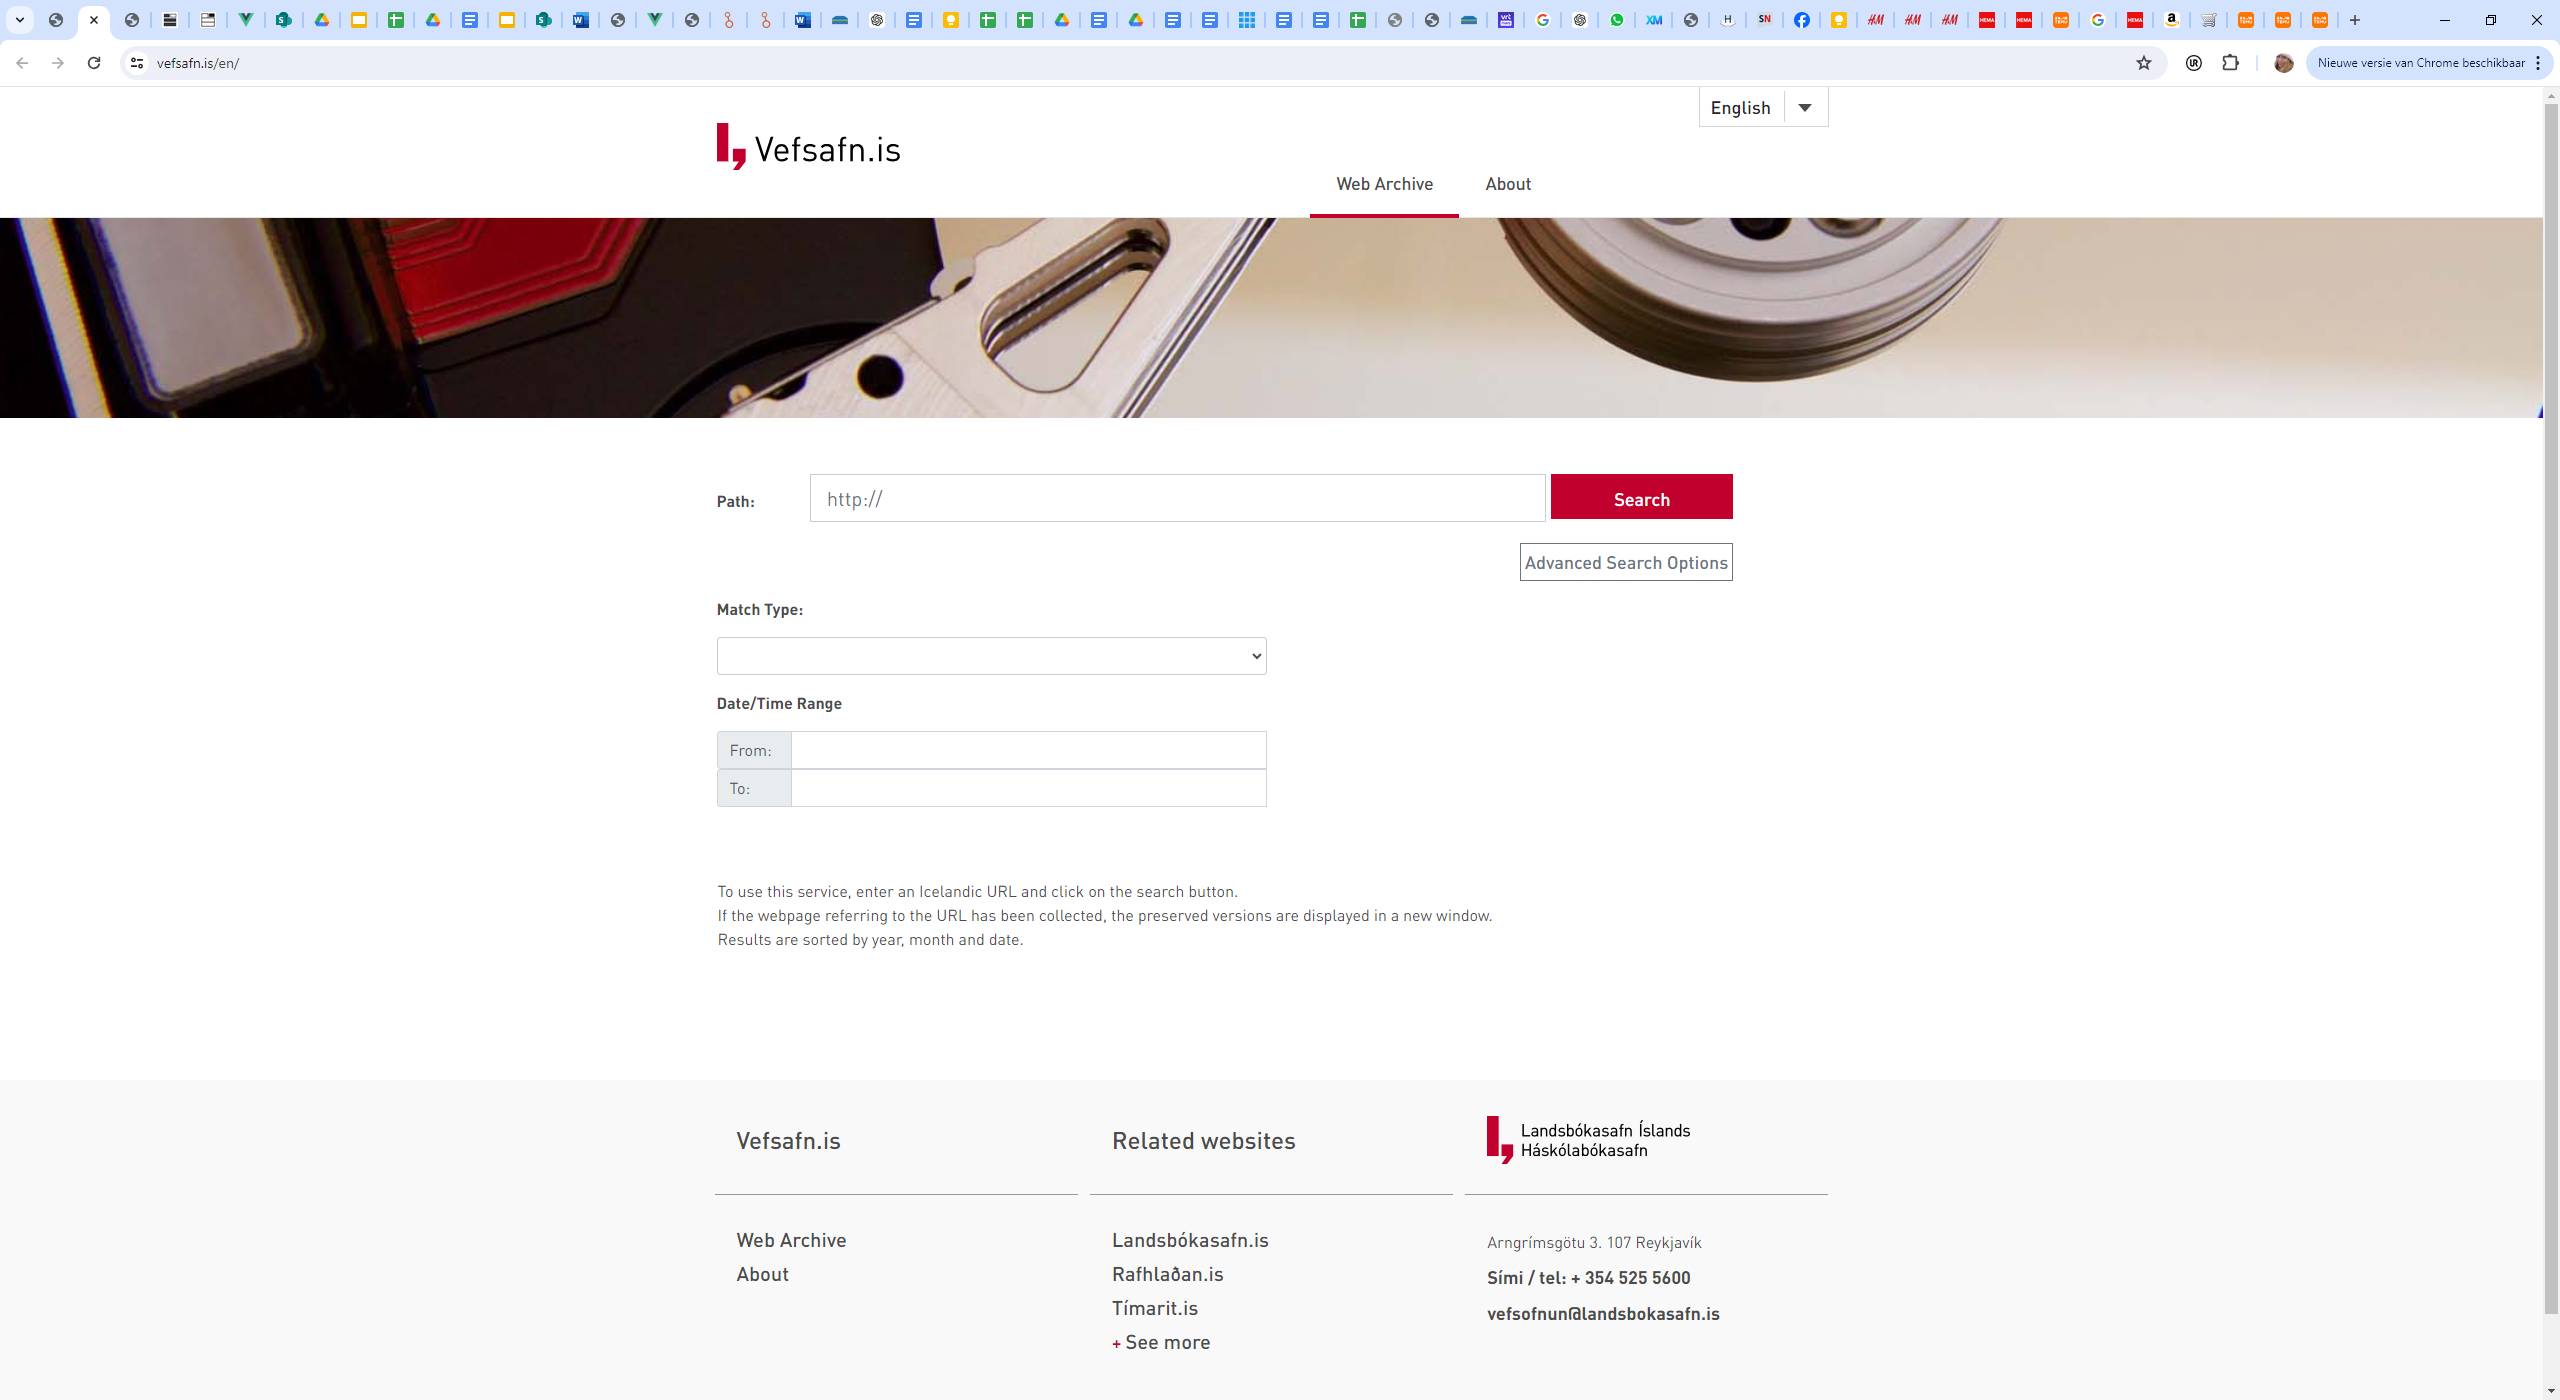 vefsafn.is/en/
Nieuwe versie van Chrome beschikbaar
English
Vefsafn.is
Web Archive
About
Path:
http://
Search
Advanced Search Options
Match Type:
Date/Time Range
From:
To:
To use this service, enter an Icelandic URL and click on the search button.
If the webpage referring to the URL has been collected, the preserved versions are displayed in a new window.
Results are sorted by year, month and date.
Vefsafn.is
Web Archive
About
Related websites
Landsbókasafn.is
Rafhlaðan.is
Tímarit.is
+ See more
Landsbókasafn Íslands
Háskólabókasafn
Arngrímsgötu 3. 107 Reykjavík
Sími / tel: + 354 525 5600
vefsofnun@landsbokasafn.is